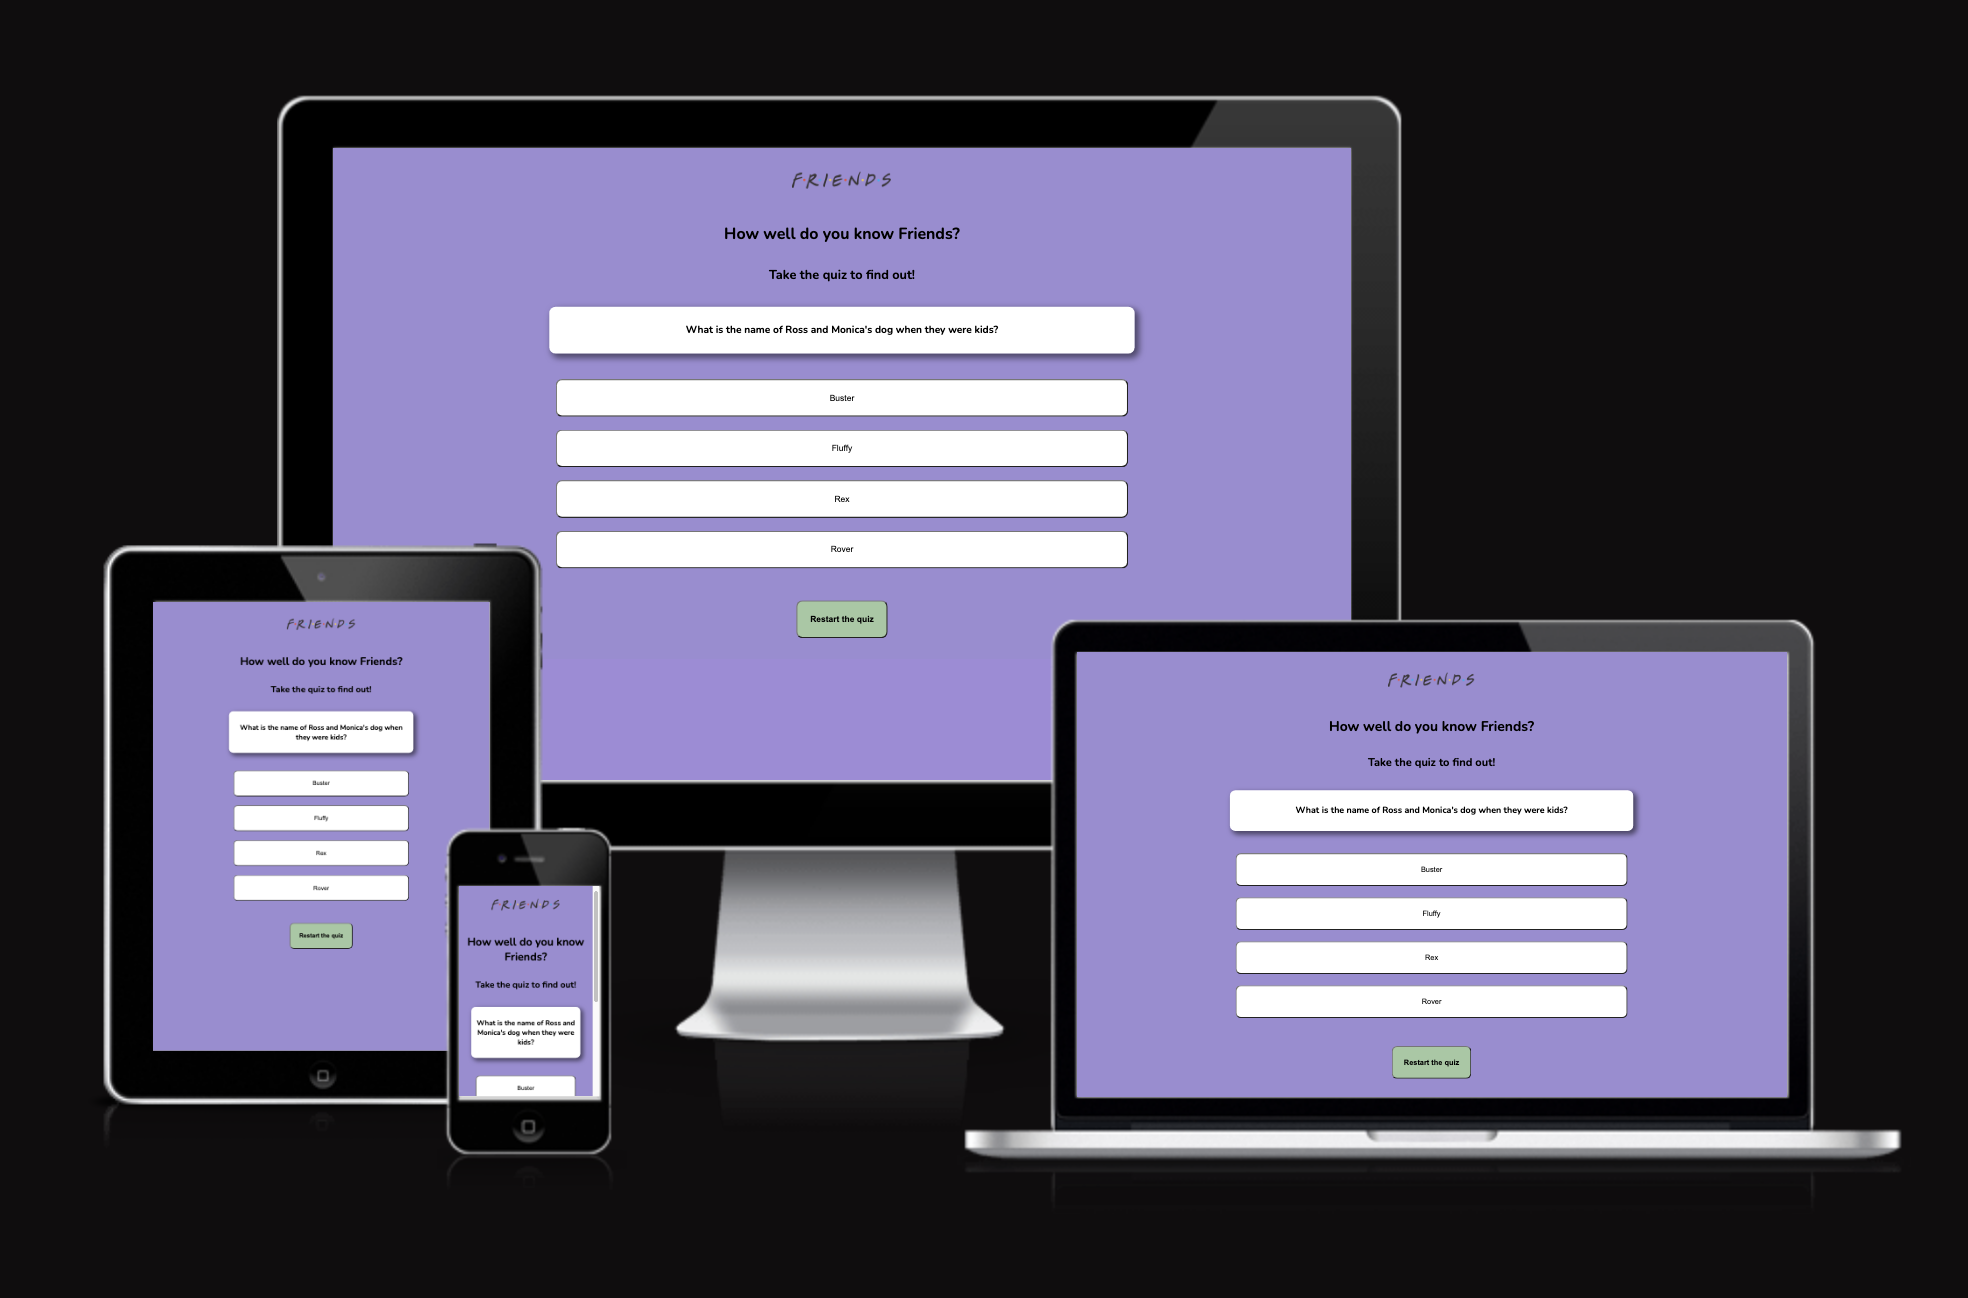 F·R·I·E·N·D·S
How well do you know Friends?
Take the quiz to find out!
What is the name of Ross and Monica's dog when they were kids?
Buster
Fluffy
Rex
Rover
Restart the quiz
F·R·I·E·N·D·S
How well do you know Friends?
Take the quiz to find out!
What is the name of Ross and Monica's dog when
they were kids?
Buster
Fluffy
Rex
Rover
Restart the quiz
F·R·I·E·N·D·S
How well do you know
Friends?
Take the quiz to find out!
What is the name of Ross and
Monica's dog when they were
kids?
Buster
F·R·I·E·N·D·S
How well do you know Friends?
Take the quiz to find out!
What is the name of Ross and Monica's dog when they were kids?
Buster
Fluffy
Rex
Rover
Restart the quiz